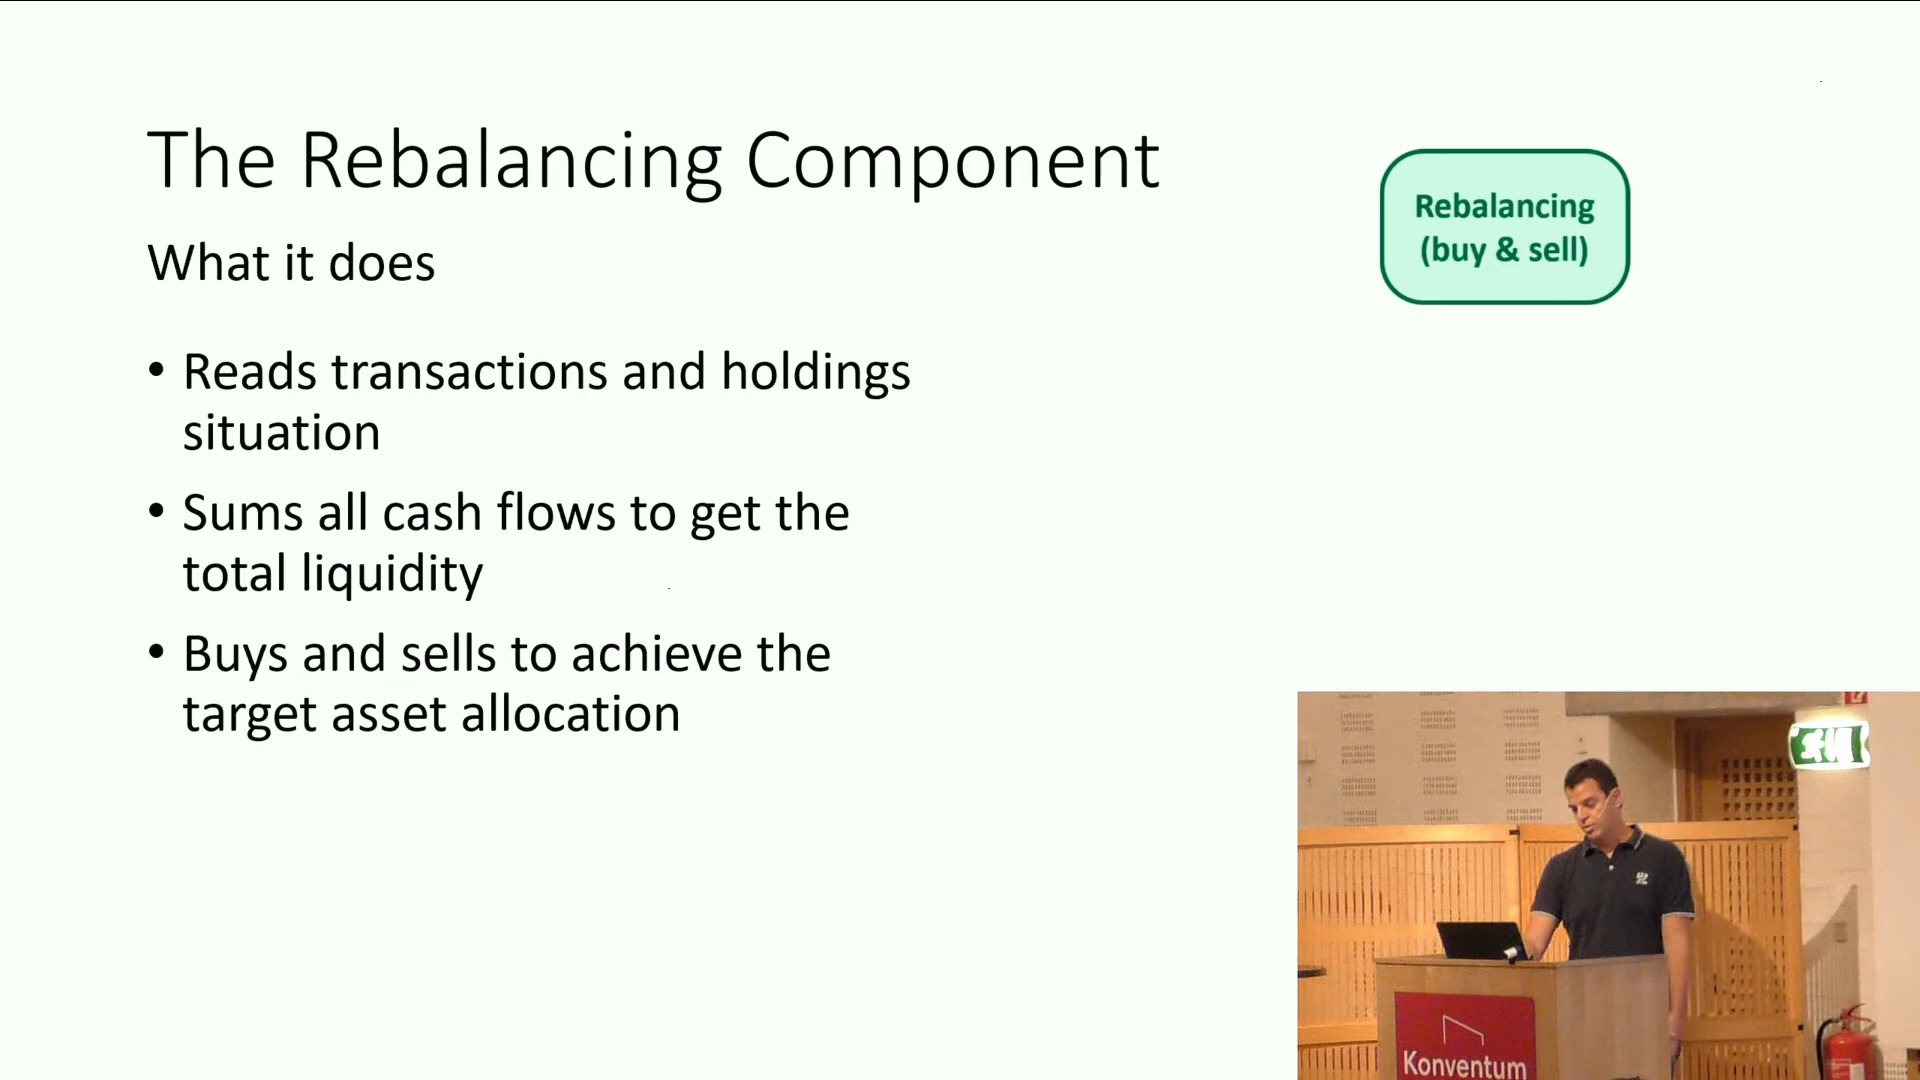 The Rebalancing Component
Rebalancing
(buy & sell)
What it does
• Reads transactions and holdings
situation
• Sums all cash flows to get the
total liquidity
• Buys and sells to achieve the
target asset allocation
Konventum